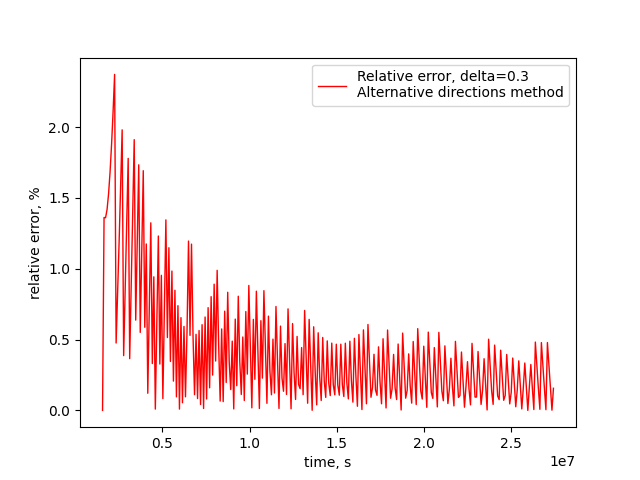 Relative error, delta=0.3
Alternative directions method
relative error, %
2.0
1.5
1.0
0.5
0.0
0.5
1.0
1.5
2.0
2.5
1e7
time, s